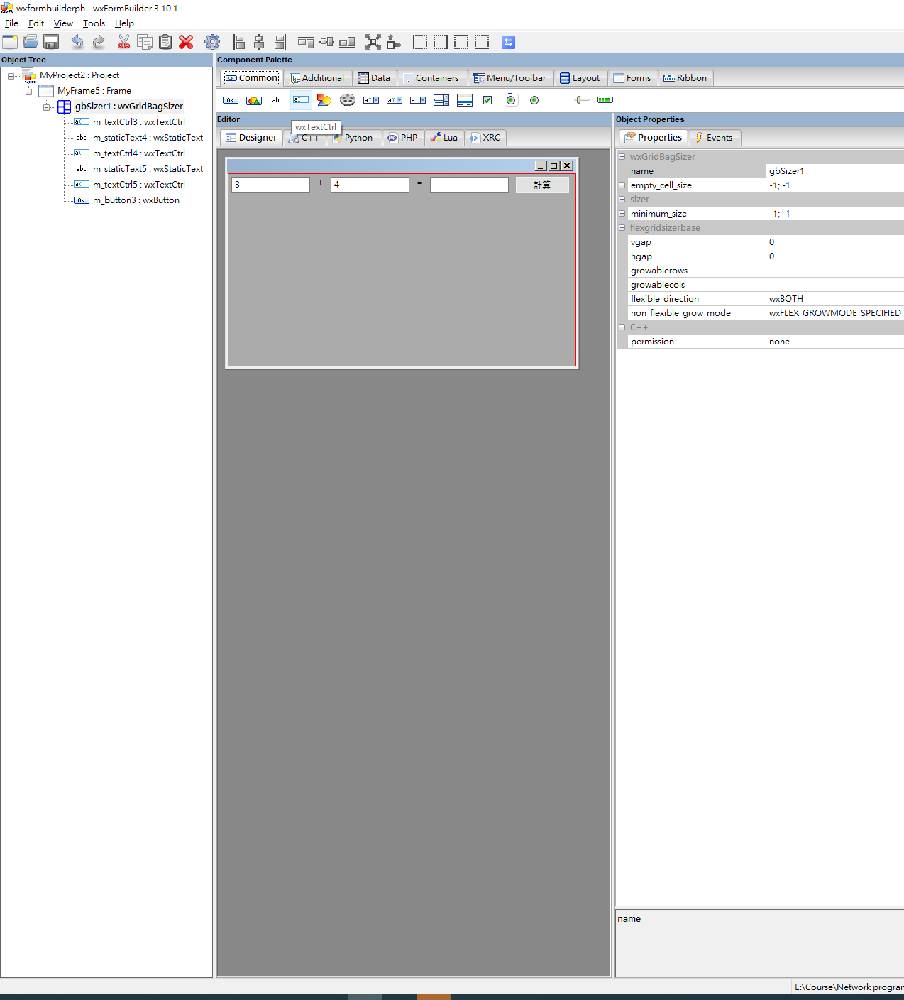 wxformbuilderph - wxFormBuilder 3.10.1
File Edit View Tools Help
Object Tree
MyProject2 : Project
MyFrame5 : Frame
gbSizer1 : wxGridBagSizer
m_textCtrl3 : wxTextCtrl
abc m_staticText4 : wxStaticText
m_textCtrl4 : wxTextCtrl
abc m_staticText5 : wxStaticText
m_textCtrl5 : wxTextCtrl
OK m_button3 : wxButton
Component Palette
Common Additional Data Containers Menu/Toolbar Layout Forms Ribbon
OK abc
Editor
wxTextCtrl
Designer C++ Python PHP Lua XRC
3 + 4 = 計算
Object Properties
Properties Events
wxGridBagSizer
name gbSizer1
empty_cell_size -1; -1
sizer
minimum_size -1; -1
flexgridsizerbase
vgap 0
hgap 0
growablerows
growablecols
flexible_direction wxBOTH
non_flexible_grow_mode wxFLEX_GROWMODE_SPECIFIED
C++
permission none
name
E:\Course\Network prograr